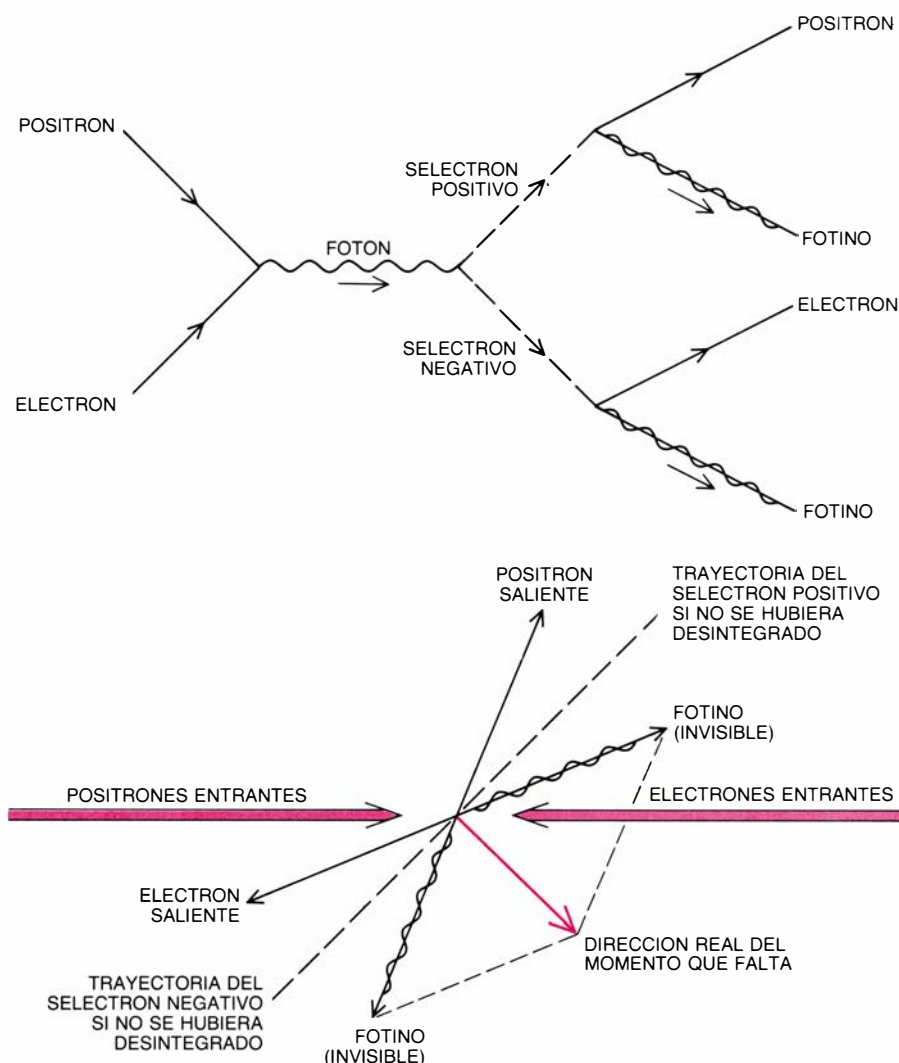 POSITRON
POSITRON
SELECTRON
POSITIVO
FOTON
FOTINO
ELECTRON
SELECTRON
NEGATIVO
ELECTRON
FOTINO
POSITRON
SALIENTE
TRAYECTORIA DEL
SELECTRON POSITIVO
SI NO SE HUBIERA
DESINTEGRADO
FOTINO
(INVISIBLE)
POSITRONES ENTRANTES
ELECTRONES ENTRANTES
ELECTRON
SALIENTE
DIRECCION REAL DEL
MOMENTO QUE FALTA
TRAYECTORIA DEL
SELECTRON NEGATIVO
SI NO SE HUBIERA
DESINTEGRADO
FOTINO
(INVISIBLE)